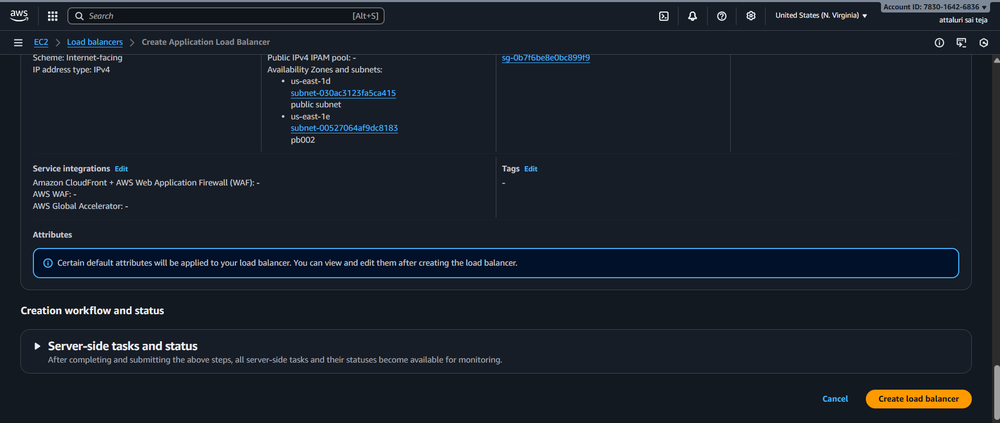 aws
Search
[Alt+S]
United States (N. Virginia)
Account ID: 7830-1642-6836
attaluri sai teja
EC2
Load balancers
Create Application Load Balancer
Scheme: Internet-facing
IP address type: IPv4
Public IPv4 IPAM pool: -
Availability Zones and subnets:
us-east-1d
subnet-030ac3123fa5ca415
public subnet
us-east-1e
subnet-00527064af9dc8183
pb002
sg-0b7f6be8e0bc899f9
Service integrations Edit
Amazon CloudFront + AWS Web Application Firewall (WAF): -
AWS WAF: -
AWS Global Accelerator: -
Tags Edit
-
Attributes
Certain default attributes will be applied to your load balancer. You can view and edit them after creating the load balancer.
Creation workflow and status
Server-side tasks and status
After completing and submitting the above steps, all server-side tasks and their statuses become available for monitoring.
Cancel
Create load balancer